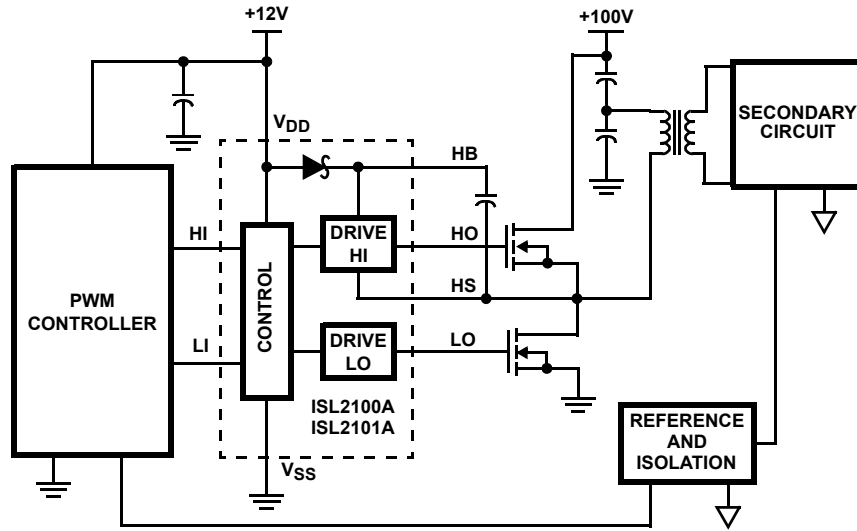 +12V
+100V
SECONDARY
CIRCUIT
VDD
HB
HI
DRIVE
HI
HO
HS
PWM
CONTROLLER
CONTROL
LI
DRIVE
LO
LO
ISL2100A
ISL2101A
REFERENCE
AND
ISOLATION
VSS